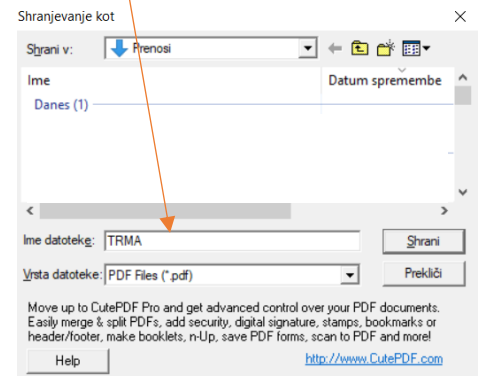 Shranjevanje kot
Shrani v: Prenosi
Ime Datum spremembe
Danes (1)
Ime datoteke: TRMA Shrani
Vrsta datoteke: PDF Files (*.pdf) Prekliči
Move up to CutePDF Pro and get advanced control over your PDF documents.
Easily merge & split PDFs, add security, digital signature, stamps, bookmarks or
header/footer, make booklets, n-Up, save PDF forms, scan to PDF and more!
Help http://www.CutePDF.com